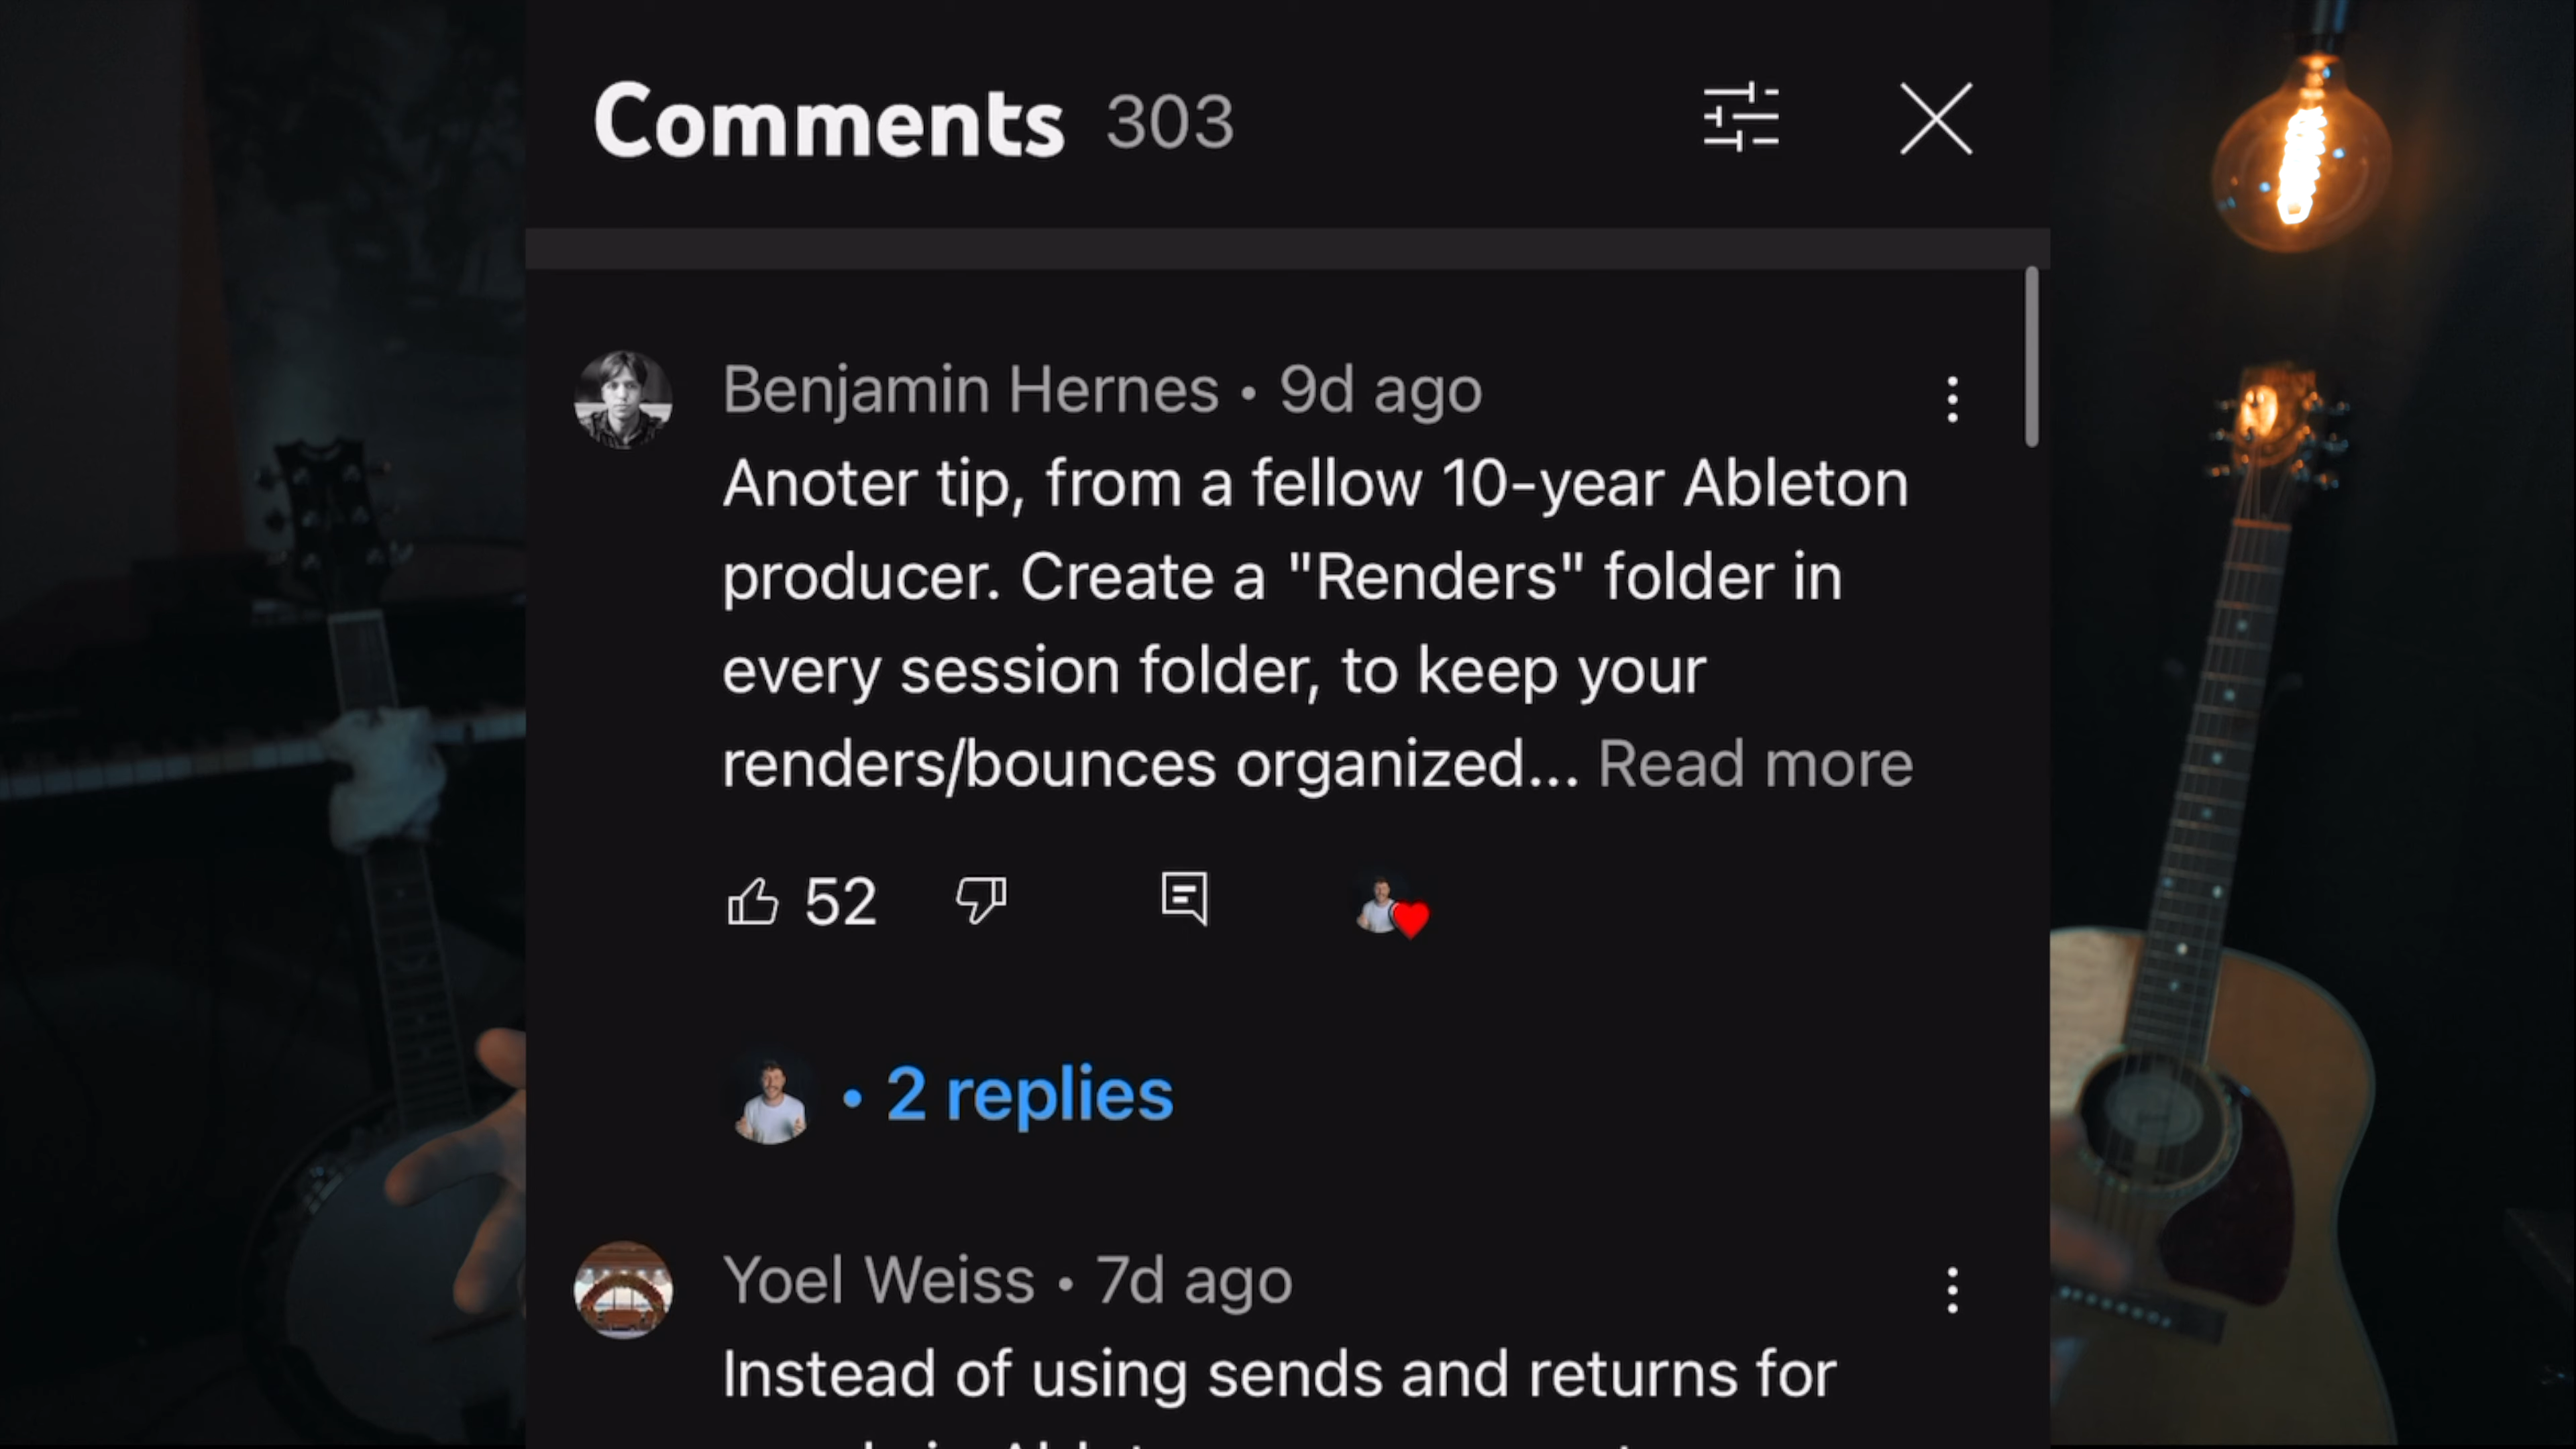 Comments 303
Benjamin Hernes • 9d ago
Anoter tip, from a fellow 10-year Ableton
producer. Create a "Renders" folder in
every session folder, to keep your
renders/bounces organized... Read more
52
• 2 replies
Yoel Weiss • 7d ago
Instead of using sends and returns for